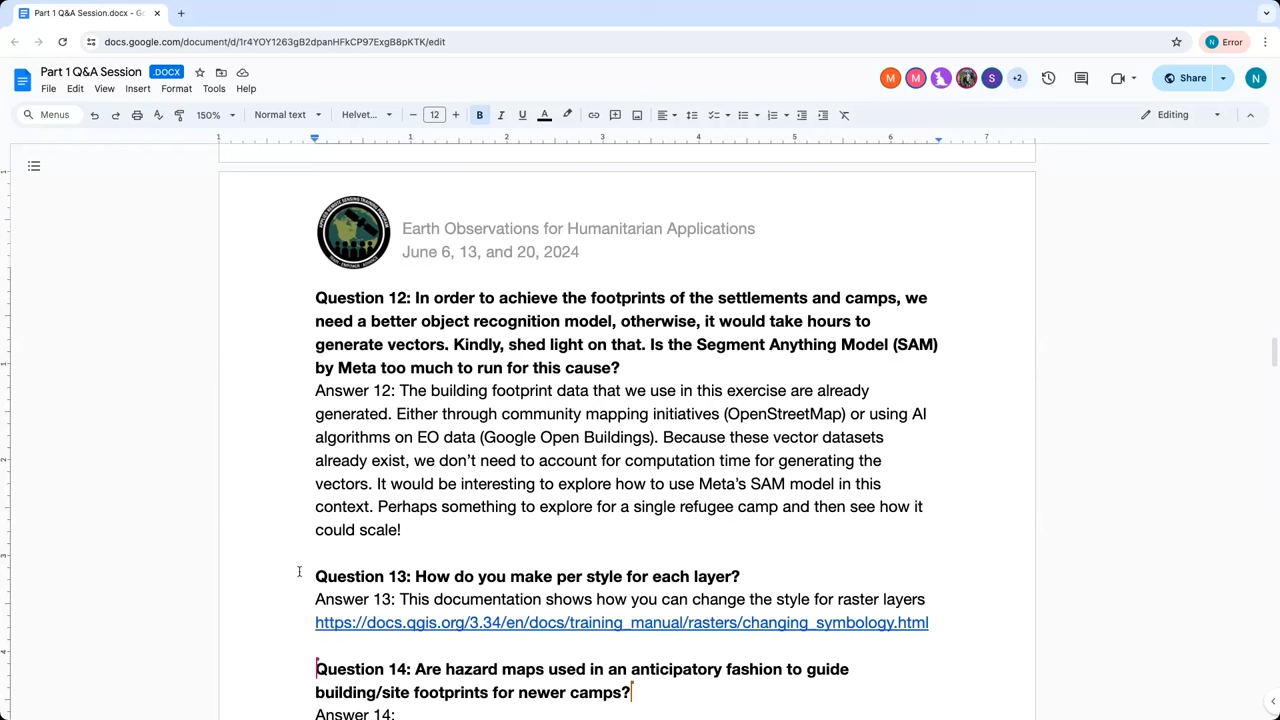 Part 1 Q&A Session.docx - Go
docs.google.com/document/d/1r4YOY1263gB2dpanHFkCP97ExgB8pKTK/edit
N Error
Part 1 Q&A Session .DOCX
M M S +2 Share N
File Edit View Insert Format Tools Help
Menus 150% Normal text Helvet... 12 B I U A Editing
1 1 2 3 4 5 6 7
Earth Observations for Humanitarian Applications
June 6, 13, and 20, 2024
Question 12: In order to achieve the footprints of the settlements and camps, we
need a better object recognition model, otherwise, it would take hours to
generate vectors. Kindly, shed light on that. Is the Segment Anything Model (SAM)
by Meta too much to run for this cause?
Answer 12: The building footprint data that we use in this exercise are already
generated. Either through community mapping initiatives (OpenStreetMap) or using AI
algorithms on EO data (Google Open Buildings). Because these vector datasets
already exist, we don't need to account for computation time for generating the
vectors. It would be interesting to explore how to use Meta's SAM model in this
context. Perhaps something to explore for a single refugee camp and then see how it
could scale!
Question 13: How do you make per style for each layer?
Answer 13: This documentation shows how you can change the style for raster layers
https://docs.qgis.org/3.34/en/docs/training_manual/rasters/changing_symbology.html
Question 14: Are hazard maps used in an anticipatory fashion to guide
building/site footprints for newer camps?
Answer 14: